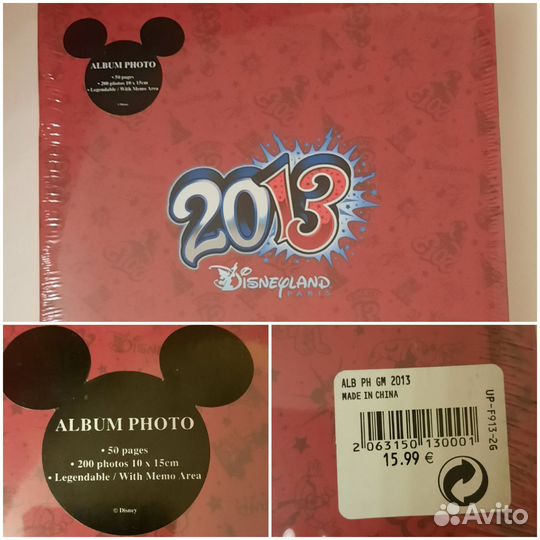 ALBUM PHOTO
• 50 pages
• 200 photos 10 x 15cm
• Legendable / With Memo Area
© Disney
2013
DISNEYLAND
PARIS
ALBUM PHOTO
• 50 pages
• 200 photos 10 x 15cm
• Legendable / With Memo Area
© Disney
ALB PH GM 2013
MADE IN CHINA
2 063150 130001
15.99 €
UP-F913-2G
Avito